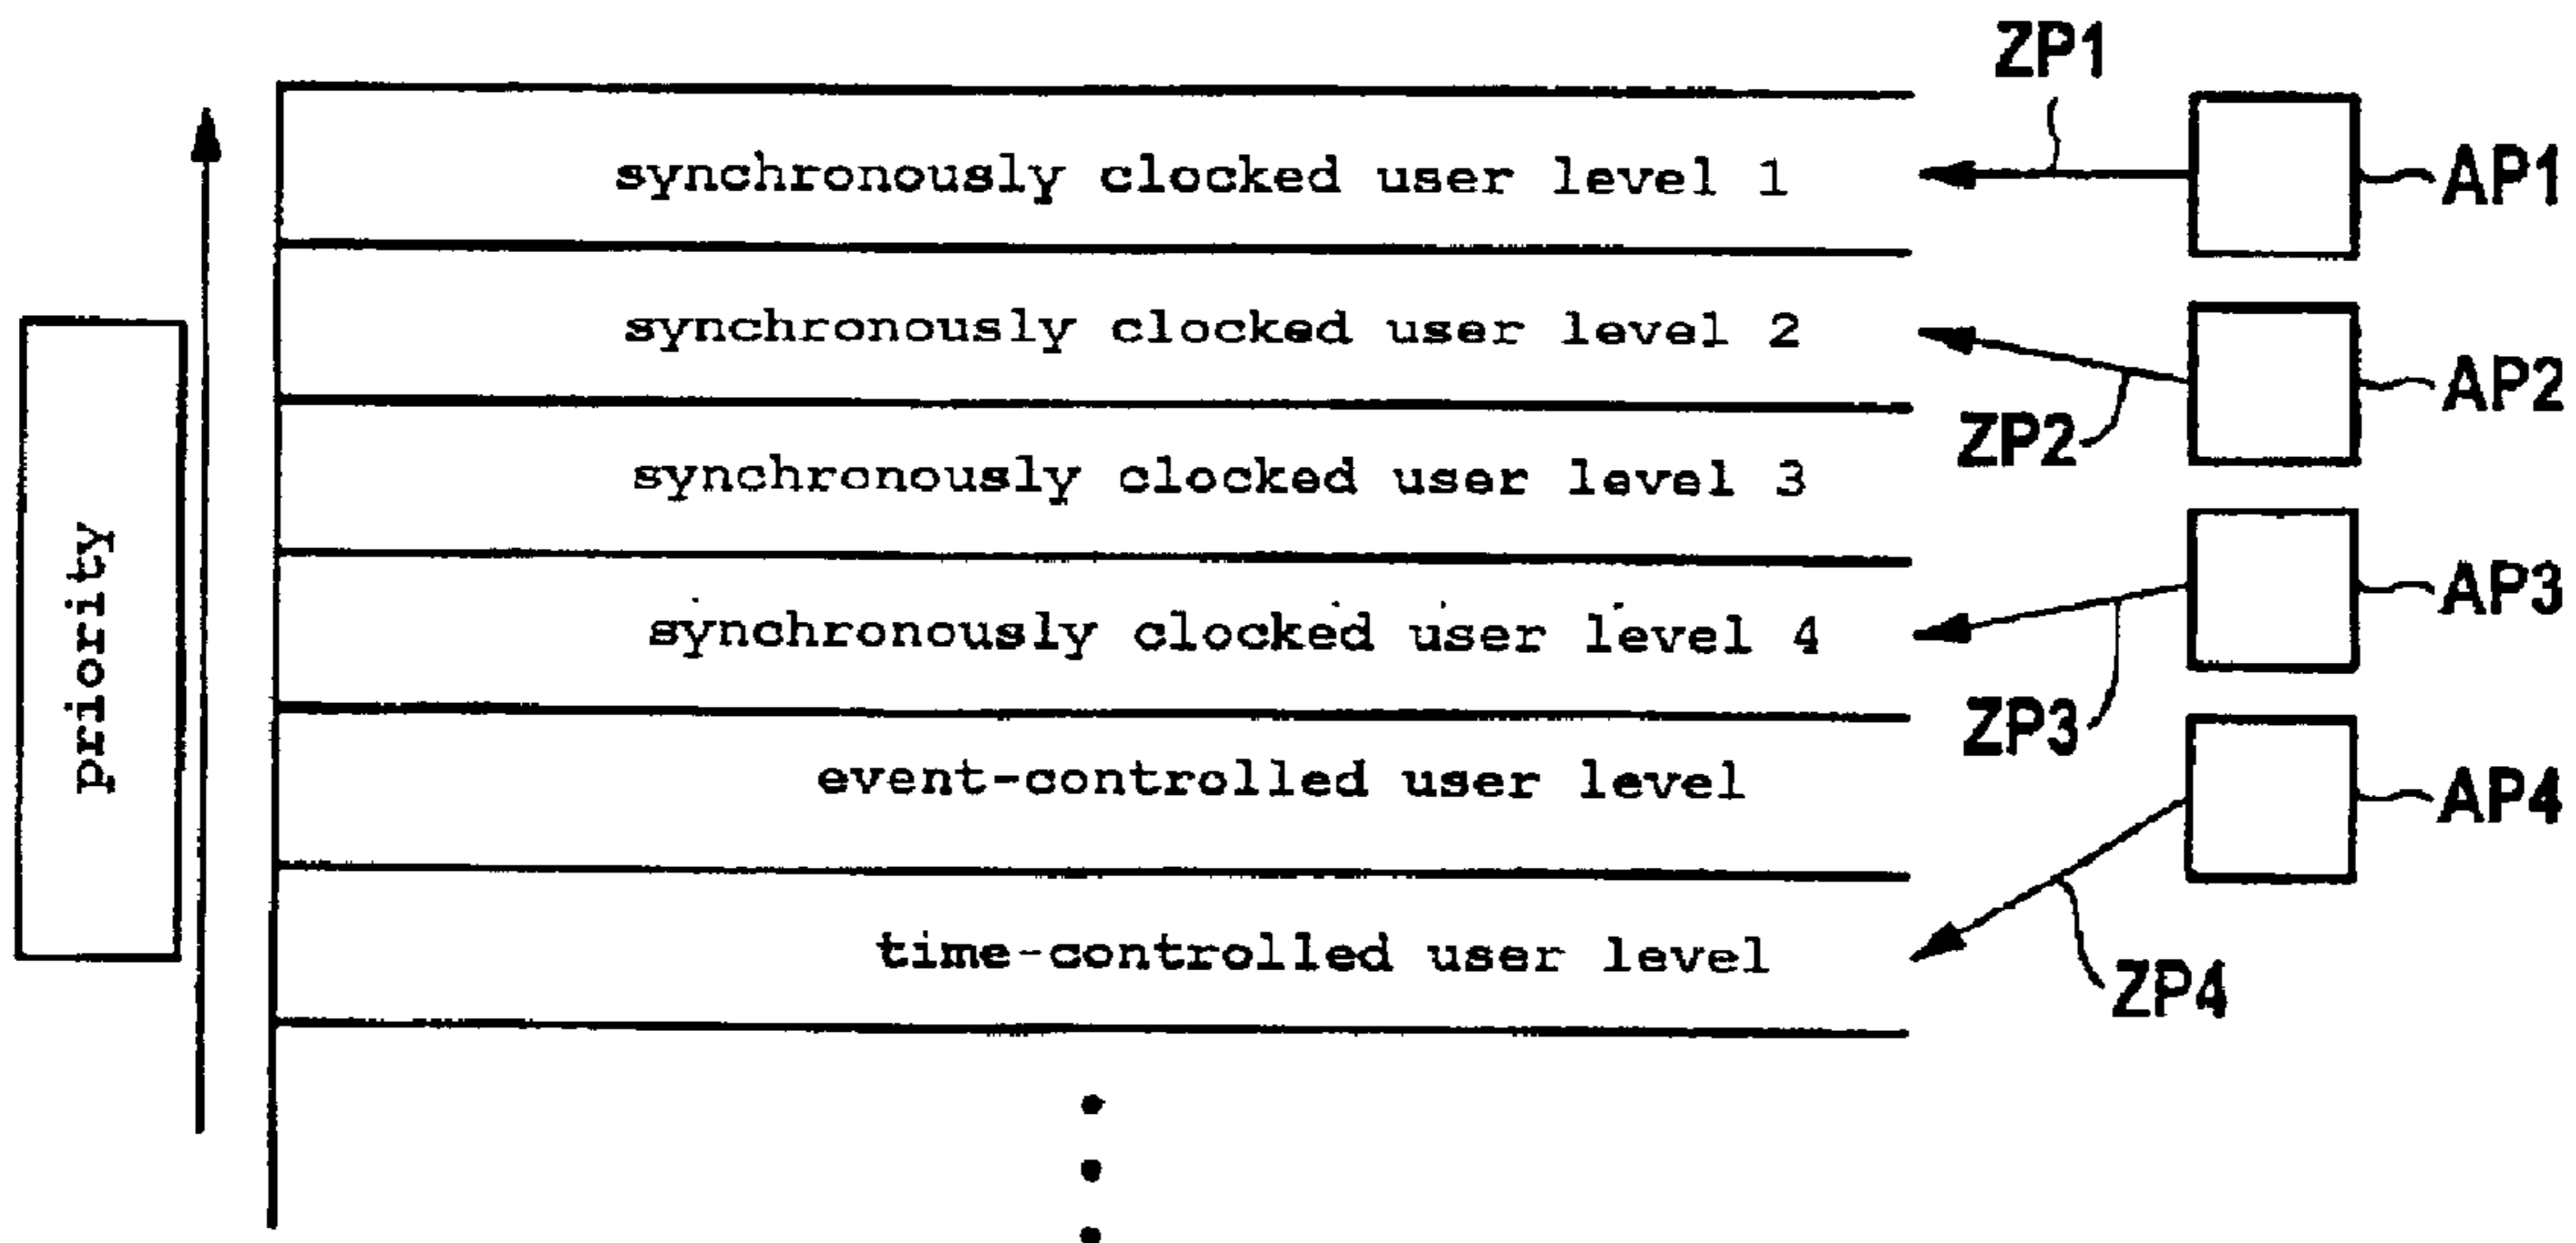 ZP1
synchronously clocked user level 1
AP1
synchronously clocked user level 2
AP2
ZP2
synchronously clocked user level 3
AP3
synchronously clocked user level 4
ZP3
priority
event-controlled user level
AP4
time-controlled user level
ZP4